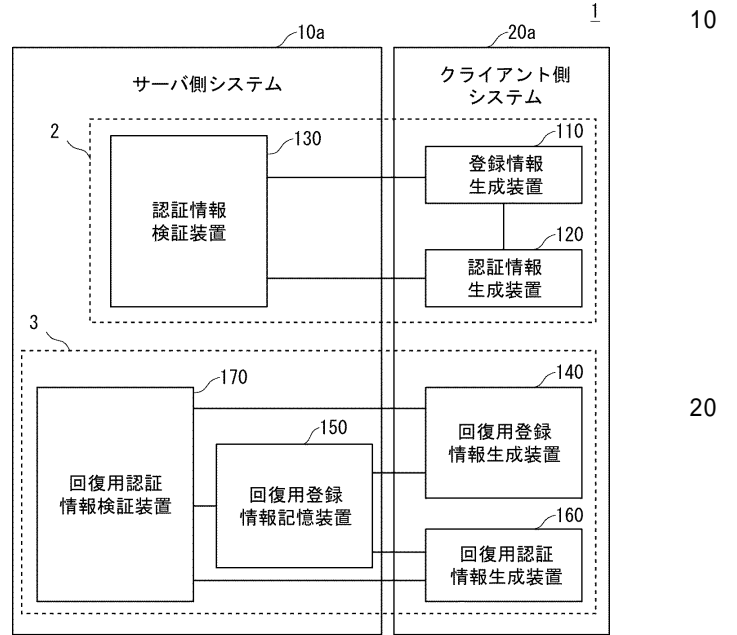 1
10
10a
20a
サーバ側システム
クライアント側
システム
2
130
110
認証情報
検証装置
登録情報
生成装置
120
認証情報
生成装置
3
170
140
20
150
回復用登録
情報生成装置
回復用認証
情報検証装置
回復用登録
情報記憶装置
160
回復用認証
情報生成装置